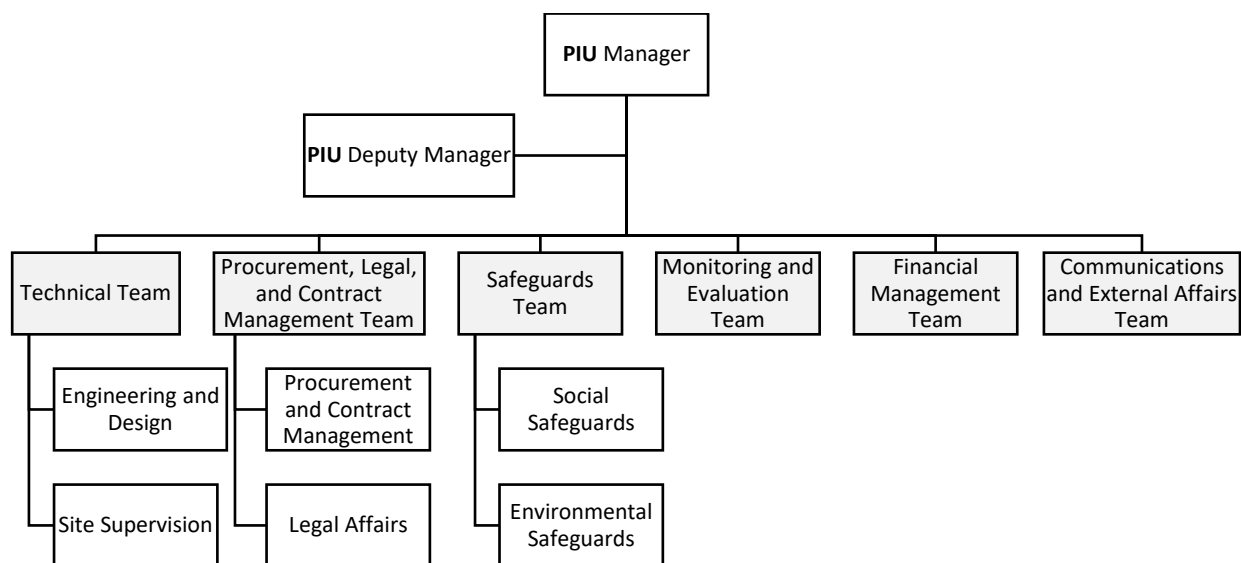 PIU Manager
PIU Deputy Manager
Technical Team
Procurement, Legal,
and Contract
Management Team
Safeguards
Team
Monitoring and
Evaluation
Team
Financial
Management
Team
Communications
and External Affairs
Team
Engineering and
Design
Procurement
and Contract
Management
Social
Safeguards
Site Supervision
Legal Affairs
Environmental
Safeguards